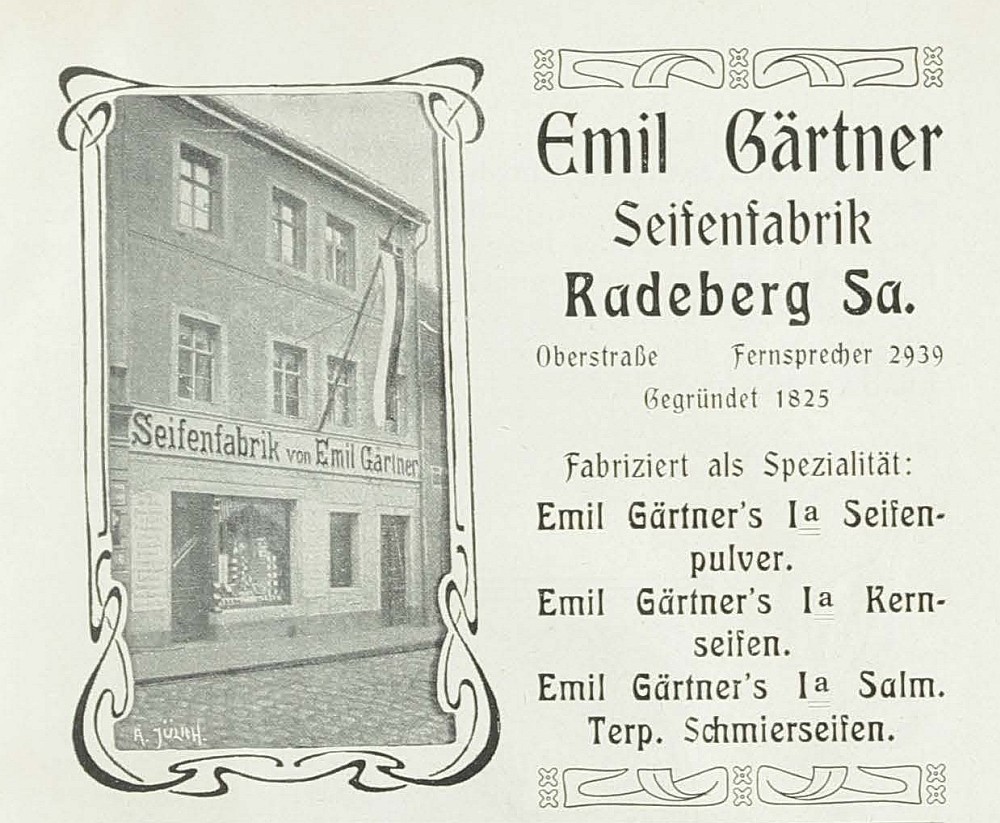 Seifenfabrik von Emil Gärtner
A. JÜLICH.
Emil Gärtner
Seifenfabrik
Radeberg Sa.
Oberstraße Fernsprecher 2939
Gegründet 1825
Fabriziert als Spezialität:
Emil Gärtner's Ia Seifen-
pulver.
Emil Gärtner's Ia Kern-
seifen.
Emil Gärtner's Ia Salm.
Terp. Schmierseifen.